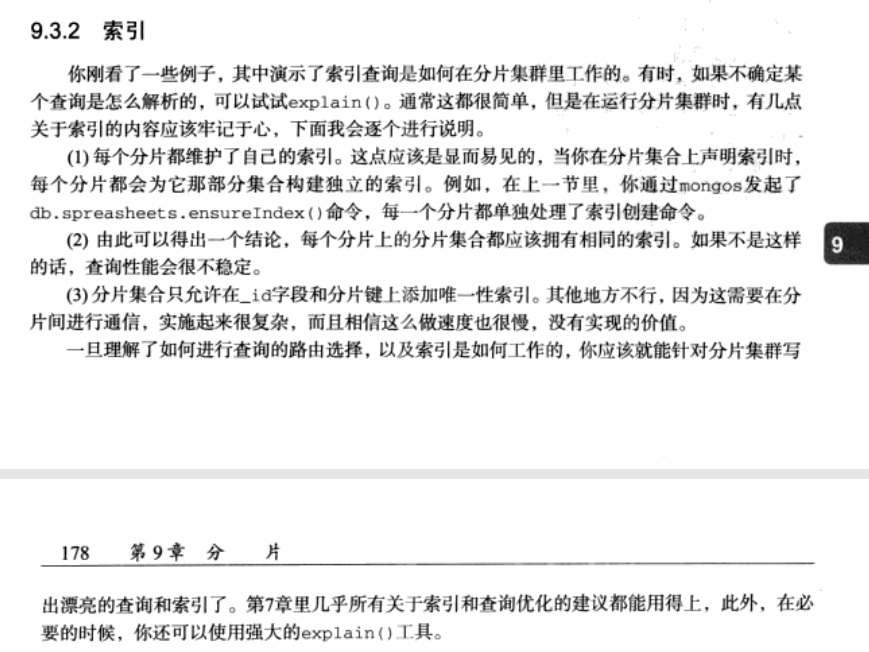 9.3.2 索引
你刚看了一些例子，其中演示了索引查询是如何在分片集群里工作的。有时，如果不确定某
个查询是怎么解析的，可以试试explain()。通常这都很简单，但是在运行分片集群时，有几点
关于索引的内容应该牢记于心，下面我会逐个进行说明。
(1) 每个分片都维护了自己的索引。这点应该是显而易见的，当你在分片集合上声明索引时，
每个分片都会为它那部分集合构建独立的索引。例如，在上一节里，你通过mongos发起了
db.spreasheets.ensureIndex()命令，每一个分片都单独处理了索引创建命令。
(2) 由此可以得出一个结论，每个分片上的分片集合都应该拥有相同的索引。如果不是这样
的话，查询性能会很不稳定。
9
(3) 分片集合只允许在_id字段和分片键上添加唯一性索引。其他地方不行，因为这需要在分
片间进行通信，实施起来很复杂，而且相信这么做速度也很慢，没有实现的价值。
一旦理解了如何进行查询的路由选择，以及索引是如何工作的，你应该就能针对分片集群写
178 第9章 分 片
出漂亮的查询和索引了。第7章里几乎所有关于索引和查询优化的建议都能用得上，此外，在必
要的时候，你还可以使用强大的explain()工具。